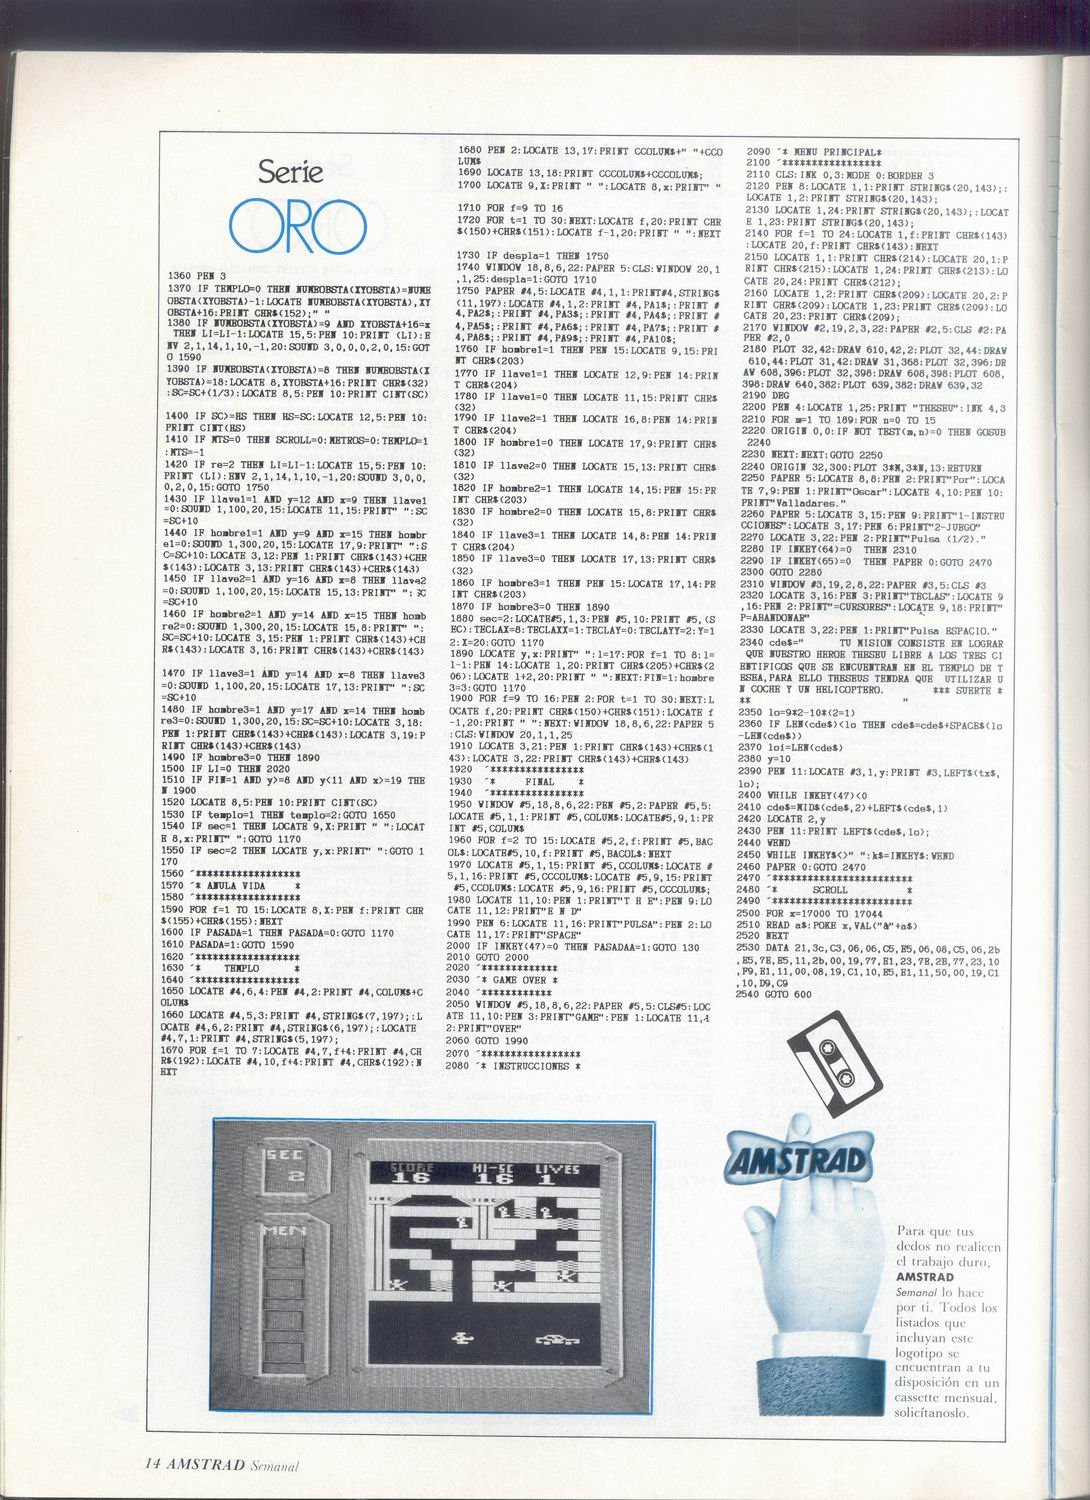 Serie
ORO
1360 PEN 3
1370 IF TEMPLO=0 THEN NUMEOBSTA(XYOBSTA)=NUME
OBSTA(XYOBSTA)-1:LOCATE NUMEOBSTA(XYOBSTA),XY
OBSTA+16:PRINT CHR$(152);" "
1380 IF NUMEOBSTA(XYOBSTA)=9 AND XYOBSTA+16=x
THEN LI=LI-1:LOCATE 15,5:PEN 10:PRINT (LI):E
NV 2,1,14,1,10,-1,20:SOUND 3,0,0,0,2,0,15:GOT
O 1590
1390 IF NUMEOBSTA(XYOBSTA)=8 THEN NUMEOBSTA(X
YOBSTA)=18:LOCATE 8,XYOBSTA+16:PRINT CHR$(32)
:SC=SC+(1/3):LOCATE 8,5:PEN 10:PRINT CINT(SC)
1400 IF SC>=HS THEN HS=SC:LOCATE 12,5:PEN 10:
PRINT CINT(HS)
1410 IF MTS=0 THEN SCROLL=0:METROS=0:TEMPLO=1
:MTS=-1
1420 IF re=2 THEN LI=LI-1:LOCATE 15,5:PEN 10:
PRINT (LI):ENV 2,1,14,1,10,-1,20:SOUND 3,0,0,
0,2,0,15:GOTO 1750
1430 IF llave1=1 AND y=12 AND x=9 THEN llave1
=0:SOUND 1,100,20,15:LOCATE 11,15:PRINT" ":SC
=SC+10
1440 IF hombre1=1 AND y=9 AND x=15 THEN hombr
e1=0:SOUND 1,300,20,15:LOCATE 17,9:PRINT" ":S
C=SC+10:LOCATE 3,12:PEN 1:PRINT CHR$(143)+CHR
$(143):LOCATE 3,13:PRINT CHR$(143)+CHR$(143)
1450 IF llave2=1 AND y=16 AND x=8 THEN llave2
=0:SOUND 1,100,20,15:LOCATE 15,13:PRINT" ":SC
=SC+10
1460 IF hombre2=1 AND y=14 AND x=15 THEN homb
re2=0:SOUND 1,300,20,15:LOCATE 15,8:PRINT" ":
SC=SC+10:LOCATE 3,15:PEN 1:PRINT CHR$(143)+CH
R$(143):LOCATE 3,16:PRINT CHR$(143)+CHR$(143)
1470 IF llave3=1 AND y=14 AND x=8 THEN llave3
=0:SOUND 1,100,20,15:LOCATE 17,13:PRINT" ":SC
=SC+10
1480 IF hombre3=1 AND y=17 AND x=14 THEN homb
re3=0:SOUND 1,300,20,15:SC=SC+10:LOCATE 3,18:
PEN 1:PRINT CHR$(143)+CHR$(143):LOCATE 3,19:P
RINT CHR$(143)+CHR$(143)
1490 IF hombre3=0 THEN 1890
1500 IF LI=0 THEN 2020
1510 IF FIN=1 AND y>=8 AND y<11 AND x>=19 THE
N 1900
1520 LOCATE 8,5:PEN 10:PRINT CINT(SC)
1530 IF templo=1 THEN templo=2:GOTO 1650
1540 IF sec=1 THEN LOCATE 9,X:PRINT " ":LOCAT
E 8,x:PRINT" ":GOTO 1170
1550 IF sec=2 THEN LOCATE y,x:PRINT" ":GOTO 1
170
1560 '******************
1570 '* ANULA VIDA     *
1580 '******************
1590 FOR f=1 TO 15:LOCATE 8,X:PEN f:PRINT CHR
$(155)+CHR$(155):NEXT
1600 IF PASADA=1 THEN PASADA=0:GOTO 1170
1610 PASADA=1:GOTO 1590
1620 '******************
1630 '*     TEMPLO     *
1640 '******************
1650 LOCATE #4,6,4:PEN #4,2:PRINT #4,COLUM$+C
OLUM$
1660 LOCATE #4,5,3:PRINT #4,STRING$(7,197);:L
OCATE #4,6,2:PRINT #4,STRING$(6,197);:LOCATE
#4,7,1:PRINT #4,STRING$(5,197);
1670 FOR f=1 TO 7:LOCATE #4,7,f+4:PRINT #4,CH
R$(192):LOCATE #4,10,f+4:PRINT #4,CHR$(192):N
EXT
1680 PEN 2:LOCATE 13,17:PRINT CCOLUM$+" "+CCO
LUM$
1690 LOCATE 13,18:PRINT CCCOLUM$+CCCOLUM$;
1700 LOCATE 9,X:PRINT " ":LOCATE 8,x:PRINT" "
1710 FOR f=9 TO 16
1720 FOR t=1 TO 30:NEXT:LOCATE f,20:PRINT CHR
$(150)+CHR$(151):LOCATE f-1,20:PRINT " ":NEXT
1730 IF despla=1 THEN 1750
1740 WINDOW 18,8,6,22:PAPER 5:CLS:WINDOW 20,1
,1,25:despla=1:GOTO 1710
1750 PAPER #4,5:LOCATE #4,1,1:PRINT#4,STRING$
(11,197);:LOCATE #4,1,2:PRINT #4,PA1$;:PRINT #
4,PA2$;:PRINT #4,PA3$;:PRINT #4,PA4$;:PRINT #
4,PA5$;:PRINT #4,PA6$;:PRINT #4,PA7$;:PRINT #
4,PA8$;:PRINT #4,PA9$;:PRINT #4,PA10$;
1760 IF hombre1=1 THEN PEN 15:LOCATE 9,15:PRI
NT CHR$(203)
1770 IF llave1=1 THEN LOCATE 12,9:PEN 14:PRIN
T CHR$(204)
1780 IF llave1=0 THEN LOCATE 11,15:PRINT CHR$
(32)
1790 IF llave2=1 THEN LOCATE 16,8:PEN 14:PRIN
T CHR$(204)
1800 IF hombre1=0 THEN LOCATE 17,9:PRINT CHR$
(32)
1810 IF llave2=0 THEN LOCATE 15,13:PRINT CHR$
(32)
1820 IF hombre2=1 THEN LOCATE 14,15:PEN 15:PR
INT CHR$(203)
1830 IF hombre2=0 THEN LOCATE 15,8:PRINT CHR$
(32)
1840 IF llave3=1 THEN LOCATE 14,8:PEN 14:PRIN
T CHR$(204)
1850 IF llave3=0 THEN LOCATE 17,13:PRINT CHR$
(32)
1860 IF hombre3=1 THEN PEN 15:LOCATE 17,14:PR
INT CHR$(203)
1870 IF hombre3=0 THEN 1890
1880 sec=2:LOCATE#5,1,3:PEN #5,10:PRINT #5,(S
EC):TECLAX=8:TECLAXX=1:TECLAY=0:TECLAYY=2:Y=1
2:X=20:GOTO 1170
1890 LOCATE y,x:PRINT" ":l=17:FOR f=1 TO 8:l=
l-1:PEN 14:LOCATE l,20:PRINT CHR$(205)+CHR$(2
06):LOCATE l+2,20:PRINT " ":NEXT:FIN=1:hombre
3=3:GOTO 1170
1900 FOR f=9 TO 16:PEN 2:FOR t=1 TO 30:NEXT:L
OCATE f,20:PRINT CHR$(150)+CHR$(151):LOCATE f
-1,20:PRINT " ":NEXT:WINDOW 18,8,6,22:PAPER 5
:CLS:WINDOW 20,1,1,25
1910 LOCATE 3,21:PEN 1:PRINT CHR$(143)+CHR$(1
43):LOCATE 3,22:PRINT CHR$(143)+CHR$(143)
1920 '****************
1930 '*     FINAL    *
1940 '****************
1950 WINDOW #5,18,8,6,22:PEN #5,2:PAPER #5,5:
LOCATE #5,1,1:PRINT #5,COLUM$:LOCATE#5,9,1:PR
INT #5,COLUM$
1960 FOR f=2 TO 15:LOCATE #5,2,f:PRINT #5,BAC
OL$:LOCATE#5,10,f:PRINT #5,BACOL$:NEXT
1970 LOCATE #5,1,15:PRINT #5,CCOLUM$:LOCATE #
5,1,16:PRINT #5,CCCOLUM$:LOCATE #5,9,15:PRINT
#5,CCOLUM$:LOCATE #5,9,16:PRINT #5,CCCOLUM$;
1980 LOCATE 11,10:PEN 1:PRINT"T H E":PEN 9:LO
CATE 11,12:PRINT"E N D"
1990 PEN 6:LOCATE 11,16:PRINT"PULSA":PEN 2:LO
CATE 11,17:PRINT"SPACE"
2000 IF INKEY(47)=0 THEN PASADAA=1:GOTO 130
2010 GOTO 2000
2020 '*************
2030 '* GAME OVER *
2040 '************
2050 WINDOW #5,18,8,6,22:PAPER #5,5:CLS#5:LOC
ATE 11,10:PEN 3:PRINT"GAME":PEN 1:LOCATE 11,1
2:PRINT"OVER"
2060 GOTO 1990
2070 '*****************
2080 '* INSTRUCCIONES *
2090 '* MENU PRINCIPAL*
2100 '*****************
2110 CLS:INK 0,3:MODE 0:BORDER 3
2120 PEN 8:LOCATE 1,1:PRINT STRING$(20,143);:
LOCATE 1,2:PRINT STRING$(20,143);
2130 LOCATE 1,24:PRINT STRING$(20,143);:LOCAT
E 1,23:PRINT STRING$(20,143);
2140 FOR f=1 TO 24:LOCATE 1,f:PRINT CHR$(143)
:LOCATE 20,f:PRINT CHR$(143):NEXT
2150 LOCATE 1,1:PRINT CHR$(214):LOCATE 20,1:P
RINT CHR$(215):LOCATE 1,24:PRINT CHR$(213):LO
CATE 20,24:PRINT CHR$(212);
2160 LOCATE 1,2:PRINT CHR$(209):LOCATE 20,2:P
RINT CHR$(209):LOCATE 1,23:PRINT CHR$(209):LO
CATE 20,23:PRINT CHR$(209);
2170 WINDOW #2,19,2,3,22:PAPER #2,5:CLS #2:PA
PER #2,0
2180 PLOT 32,42:DRAW 610,42,2:PLOT 32,44:DRAW
610,44:PLOT 31,42:DRAW 31,368:PLOT 32,396:DR
AW 608,396:PLOT 32,398:DRAW 608,398:PLOT 608,
398:DRAW 640,382:PLOT 639,382:DRAW 639,32
2190 DEG
2200 PEN 4:LOCATE 1,25:PRINT "THESEU":INK 4,3
2210 FOR m=1 TO 189:FOR n=0 TO 15
2220 ORIGIN 0,0:IF NOT TEST(m,n)=0 THEN GOSUB
2240
2230 NEXT:NEXT:GOTO 2250
2240 ORIGIN 32,300:PLOT 3*M,3*N,13:RETURN
2250 PAPER 5:LOCATE 8,8:PEN 2:PRINT"Por":LOCA
TE 7,9:PEN 1:PRINT"Oscar":LOCATE 4,10:PEN 10:
PRINT"Valladares."
2260 PAPER 5:LOCATE 3,15:PEN 9:PRINT"1-INSTRU
CCIONES":LOCATE 3,17:PEN 6:PRINT"2-JUEGO"
2270 LOCATE 3,22:PEN 2:PRINT"Pulsa (1/2)."
2280 IF INKEY(64)=0  THEN 2310
2290 IF INKEY(65)=0  THEN PAPER 0:GOTO 2470
2300 GOTO 2280
2310 WINDOW #3,19,2,8,22:PAPER #3,5:CLS #3
2320 LOCATE 3,16:PEN 3:PRINT"TECLAS":LOCATE 9
,16:PEN 2:PRINT"=CURSORES":LOCATE 9,18:PRINT"
P=ABANDONAR"
2330 LOCATE 3,22:PEN 1:PRINT"Pulsa ESPACIO."
2340 cde$="      TU MISION CONSISTE EN LOGRAR
QUE NUESTRO HEROE THESEU LIBRE A LOS TRES CI
ENTIFICOS QUE SE ENCUENTRAN EN EL TEMPLO DE T
ESEA,PARA ELLO THESEUS TENDRA QUE  UTILIZAR U
N COCHE Y UN HELICOPTERO.        *** SUERTE *
**                          "
2350 lo=9*2-10*(2=1)
2360 IF LEN(cde$)<lo THEN cde$=cde$+SPACE$(lo
-LEN(cde$))
2370 loi=LEN(cde$)
2380 y=10
2390 PEN 11:LOCATE #3,1,y:PRINT #3,LEFT$(tx$,
lo);
2400 WHILE INKEY(47)<0
2410 cde$=MID$(cde$,2)+LEFT$(cde$,1)
2420 LOCATE 2,y
2430 PEN 11:PRINT LEFT$(cde$,lo);
2440 WEND
2450 WHILE INKEY$<>" ":k$=INKEY$:WEND
2460 PAPER 0:GOTO 2470
2470 '***********************
2480 '*      SCROLL         *
2490 '***********************
2500 FOR x=17000 TO 17044
2510 READ a$:POKE x,VAL("&"+a$)
2520 NEXT
2530 DATA 21,3c,C3,06,06,C5,E5,06,08,C5,06,2b
,E5,7E,E5,11,2b,00,19,77,E1,23,7E,2B,77,23,10
,F9,E1,11,00,08,19,C1,10,E5,E1,11,50,00,19,C1
,10,D9,C9
2540 GOTO 600
SEC
2
MEN
SCORE HI-SC LIVES
16 16 1
AMSTRAD
Para que tus
dedos no realicen
el trabajo duro,
AMSTRAD
Semanal lo hace
por ti. Todos los
listados que
incluyan este
logotipo se
encuentran a tu
disposición en un
cassette mensual,
solicítanoslo.
14 AMSTRAD Semanal